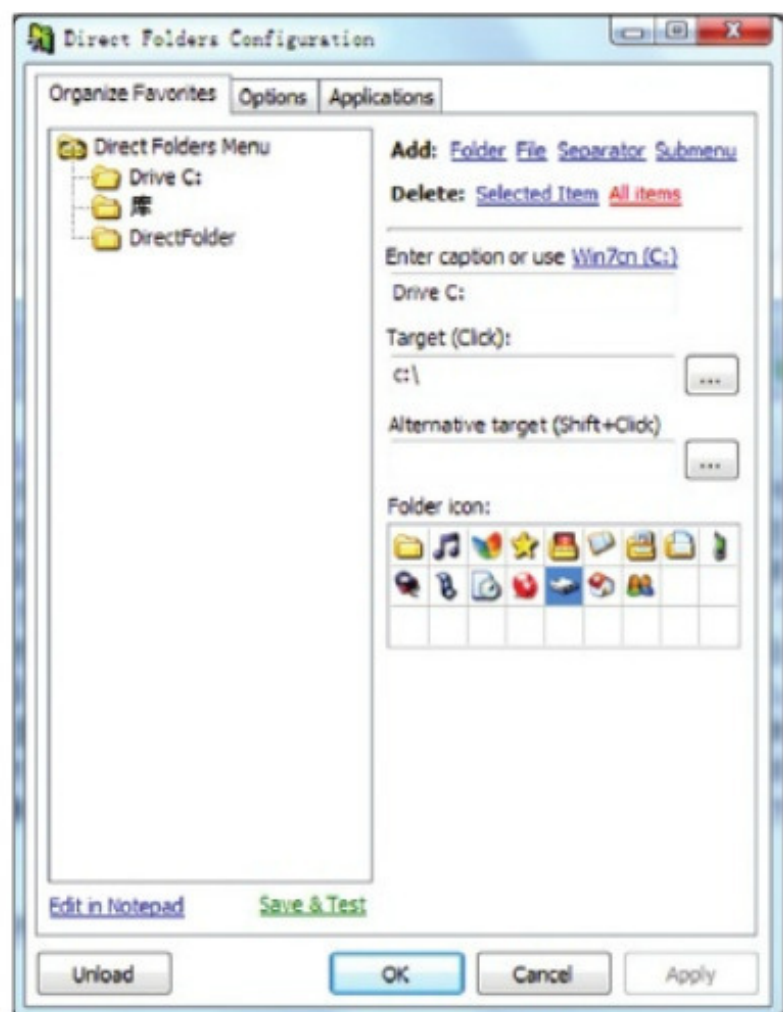 Direct Folders Configuration
Organize Favorites Options Applications
Direct Folders Menu
Drive C:
库
DirectFolder
Add: Folder File Separator Submenu
Delete: Selected Item All items
Enter caption or use Win7cn (C:)
Drive C:
Target (Click):
c:\
...
Alternative target (Shift+Click)
...
Folder icon:
Edit in Notepad Save & Test
Unload OK Cancel Apply